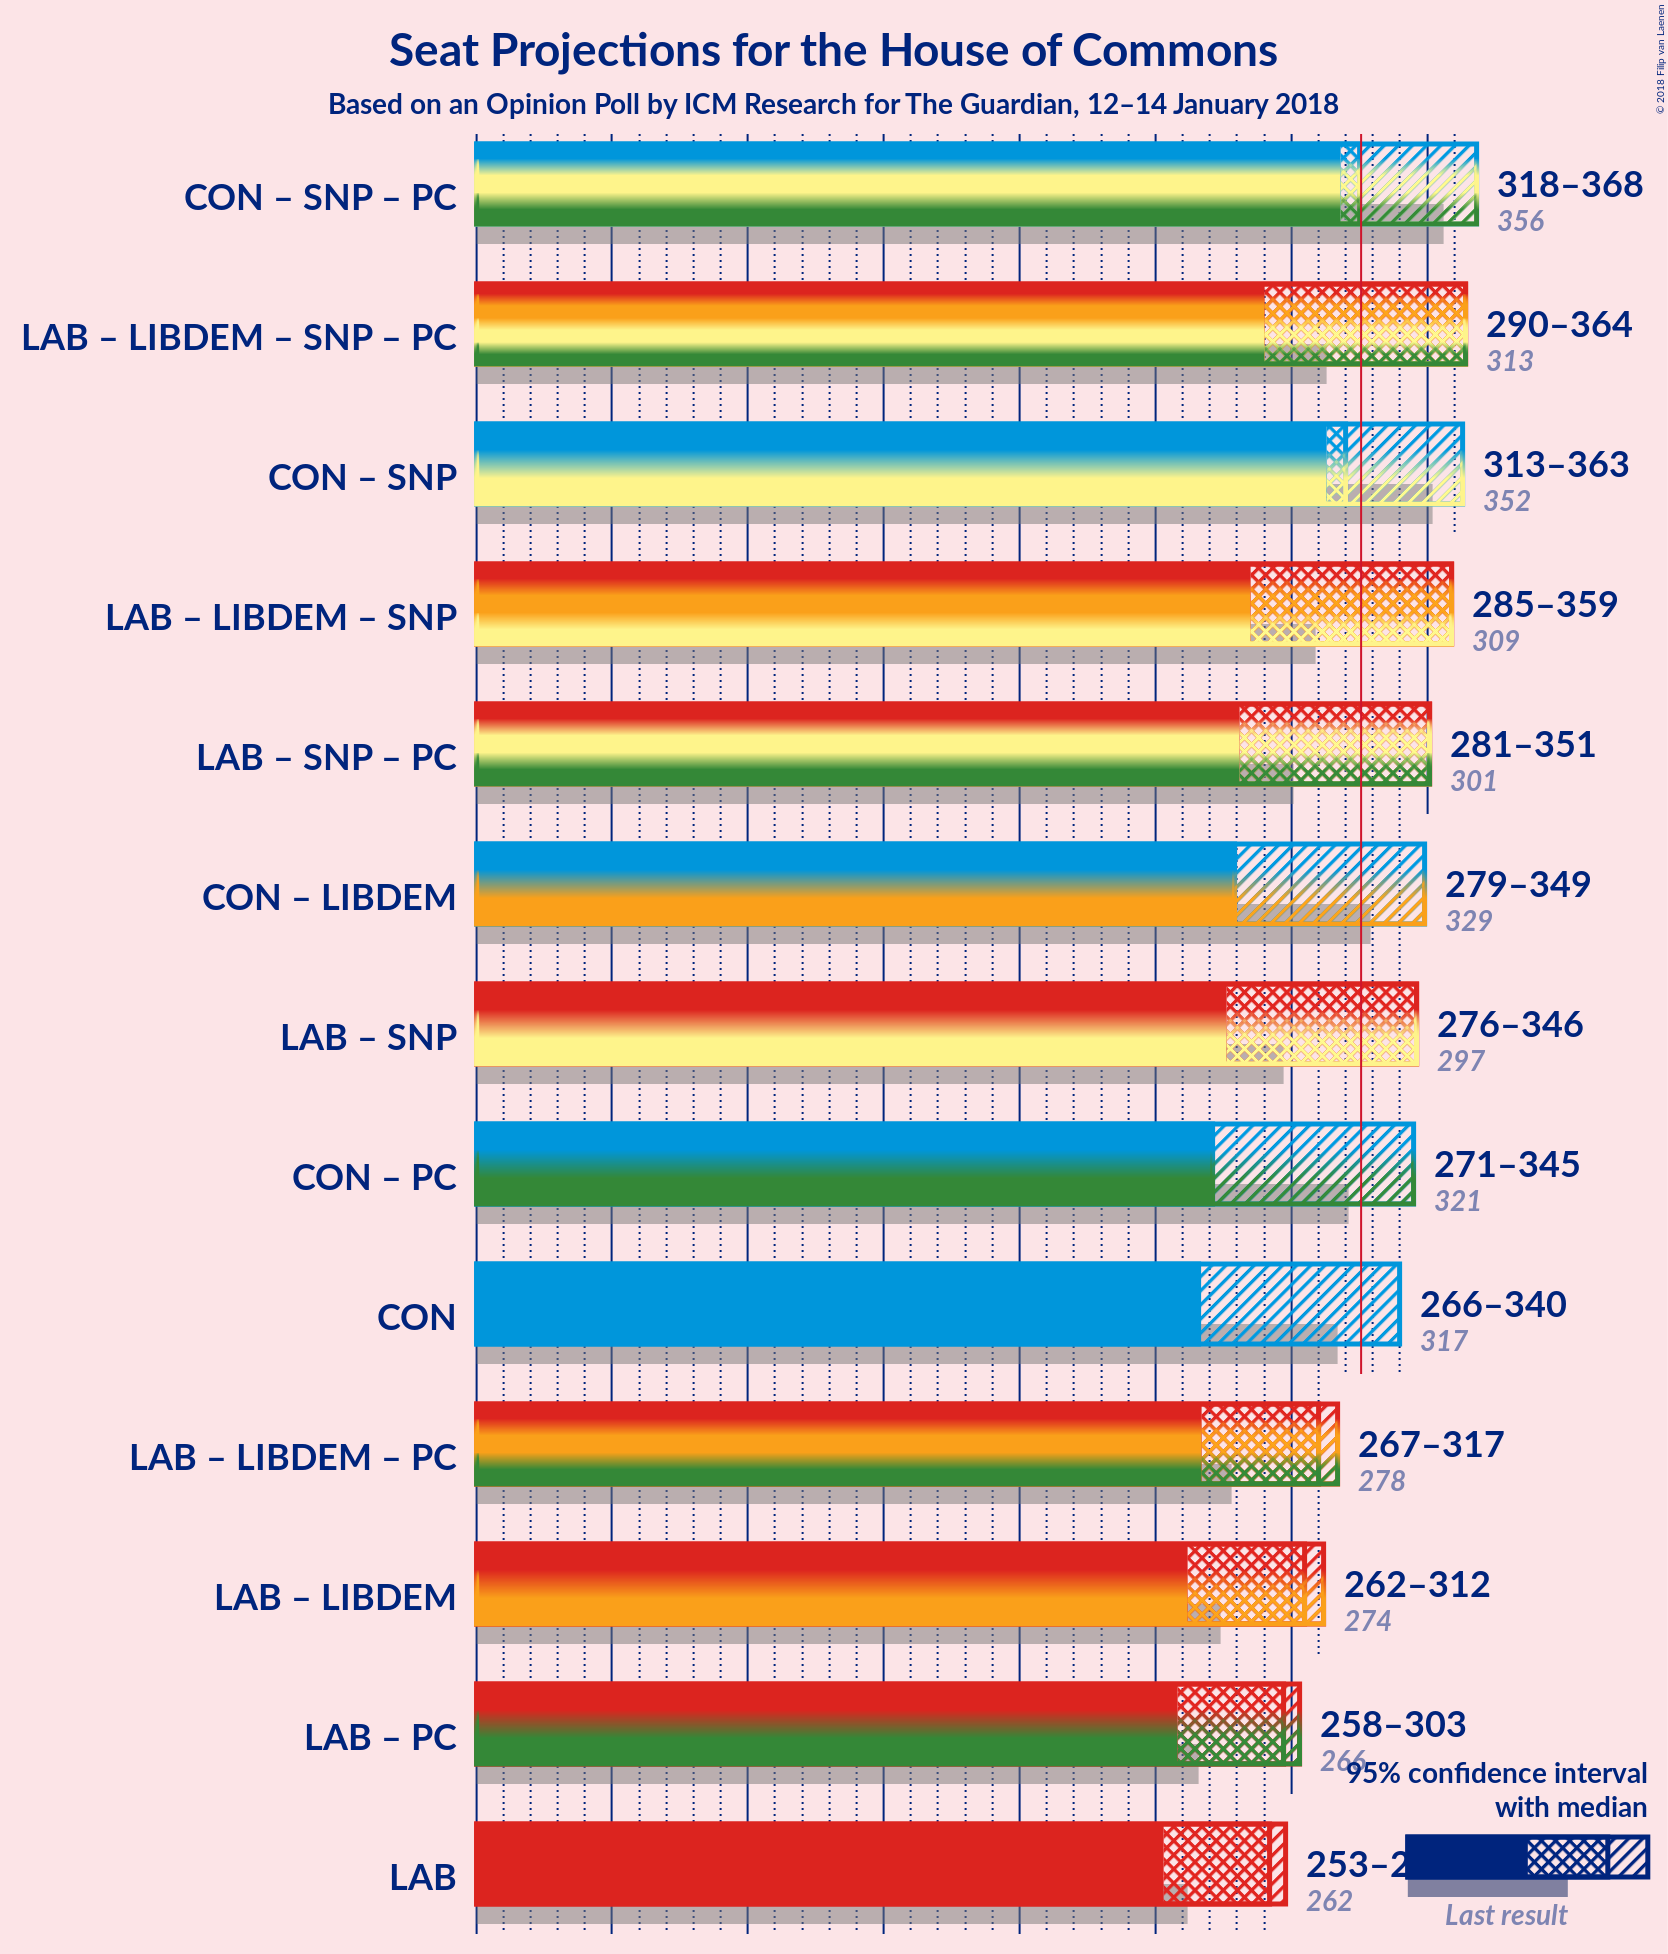 © 2018 Filip van Laenen
Seat Projections for the House of Commons
Based on an Opinion Poll by ICM Research for The Guardian, 12–14 January 2018
CON – SNP – PC
318–368
356
LAB – LIBDEM – SNP – PC
290–364
313
CON – SNP
313–363
352
LAB – LIBDEM – SNP
285–359
309
LAB – SNP – PC
281–351
301
CON – LIBDEM
279–349
329
LAB – SNP
276–346
297
CON – PC
271–345
321
CON
266–340
317
LAB – LIBDEM – PC
267–317
278
LAB – LIBDEM
262–312
274
LAB – PC
258–303
266
95% confidence interval
with median
LAB
253–2
262
Last result